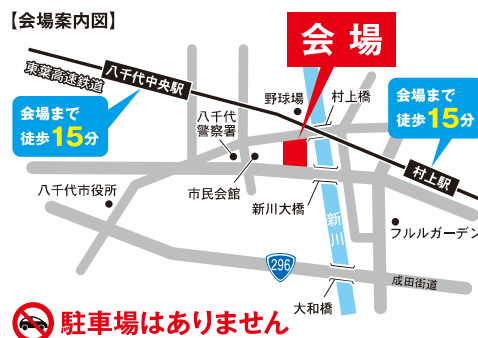 【会場案内図】
会場
東葉高速鉄道
八千代中央駅
会場まで
徒歩15分
野球場
村上橋
会場まで
徒歩15分
八千代
警察署
村上駅
八千代市役所
市民会館
新川大橋
新川
フルルガーデン
296
成田街道
大和橋
駐車場はありません